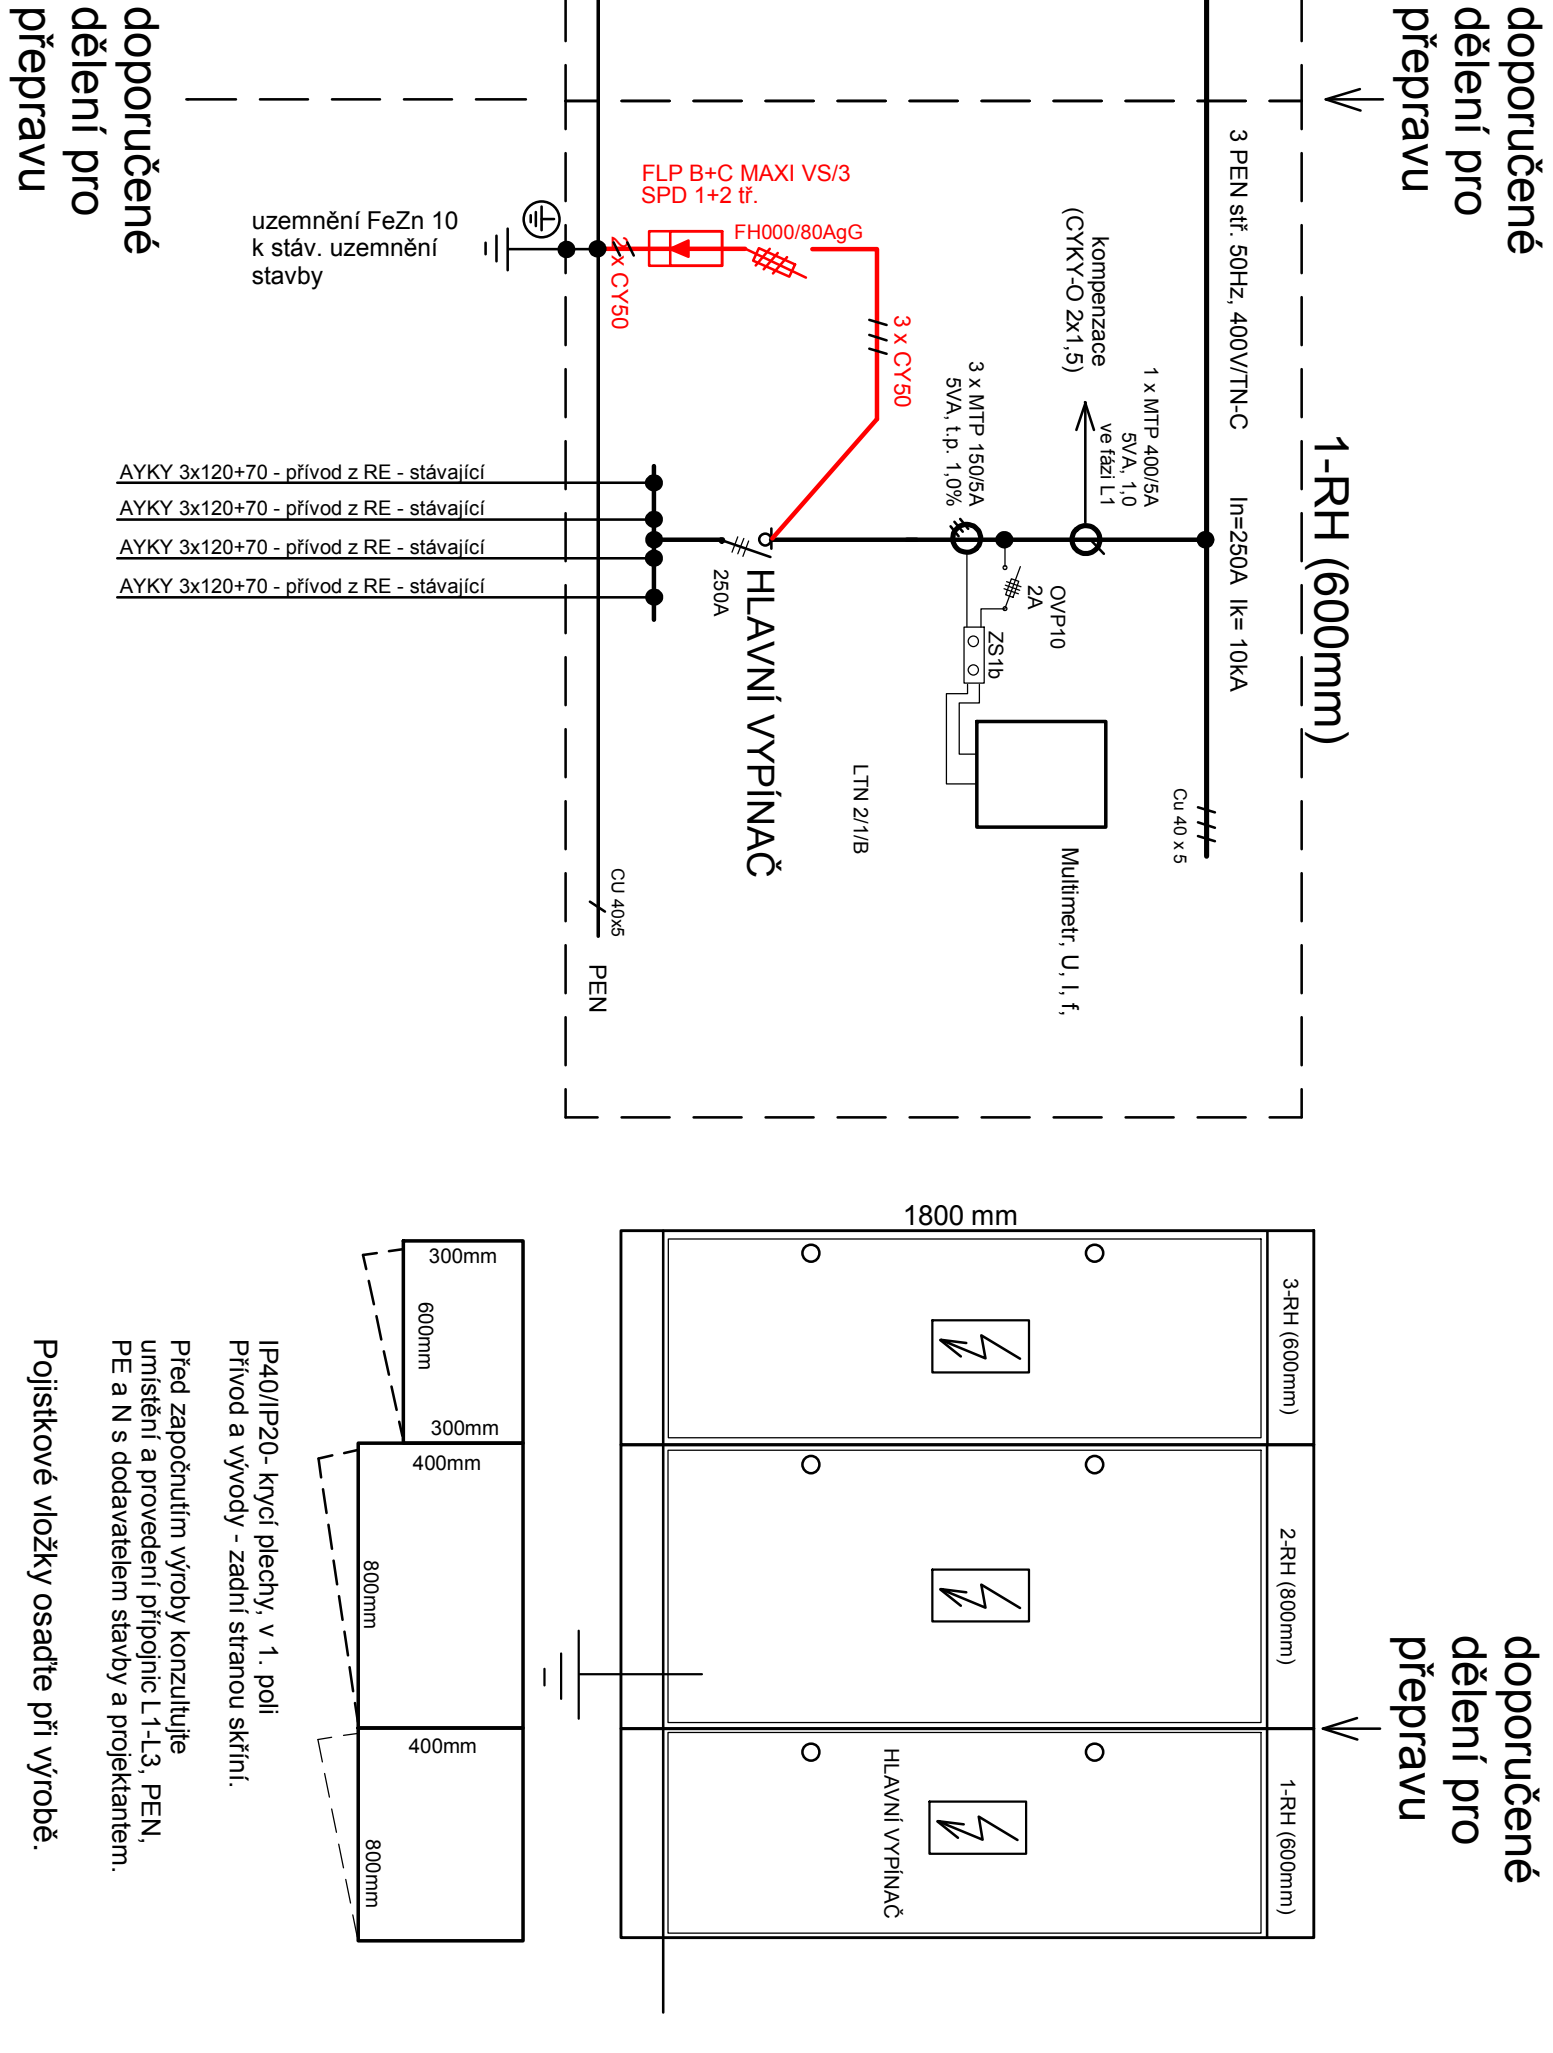 doporučené
dělení pro
přepravu
doporučené
dělení pro
přepravu
3 PEN stř. 50Hz, 400V/TN-C
In=250A Ik= 10kA
1-RH (600mm)
FLP B+C MAXI VS/3
SPD 1+2 tř.
FH000/80AgG
2 x CY50
3 x CY50
uzemnění FeZn 10
k stáv. uzemnění
stavby
kompenzace
(CYKY-O 2x1,5)
1 x MTP 400/5A
5VA, 1,0
ve fázi L1
3 x MTP 150/5A
5VA, t.p. 1,0%
AYKY 3x120+70 - přívod z RE - stávající
AYKY 3x120+70 - přívod z RE - stávající
AYKY 3x120+70 - přívod z RE - stávající
AYKY 3x120+70 - přívod z RE - stávající
250A
HLAVNÍ VYPÍNAČ
OVP10
2A
ZS1b
LTN 2/1/B
Multimetr, U, I, f,
Cu 40 x 5
CU 40x5
PEN
1800 mm
3-RH (600mm)
2-RH (800mm)
1-RH (600mm)
HLAVNÍ VYPÍNAČ
doporučené
dělení pro
přepravu
300mm
600mm
300mm
400mm
800mm
400mm
800mm
IP40/IP20- krycí plechy, v 1. poli
Přívod a vývody - zadní stranou skříní.
Před započnutím výroby konzultujte
umístění a provedení přípojnic L1-L3, PEN,
PE a N s dodavatelem stavby a projektantem.
Pojistkové vložky osaďte při výrobě.